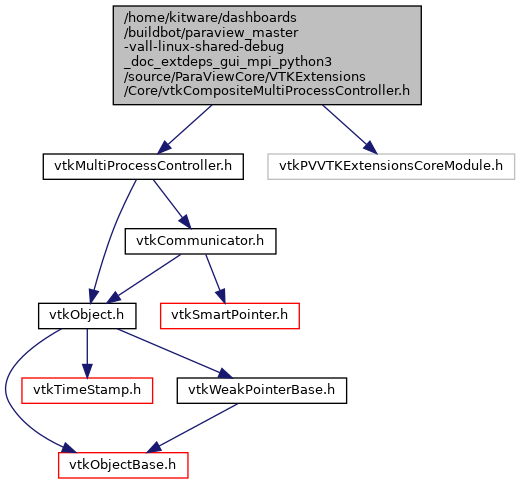 /home/kitware/dashboards
/buildbot/paraview_master
-vall-linux-shared-debug
_doc_extdeps_gui_mpi_python3
/source/ParaViewCore/VTKExtensions
/Core/vtkCompositeMultiProcessController.h
vtkMultiProcessController.h
vtkPVVTKExtensionsCoreModule.h
vtkCommunicator.h
vtkObject.h
vtkSmartPointer.h
vtkTimeStamp.h
vtkWeakPointerBase.h
vtkObjectBase.h